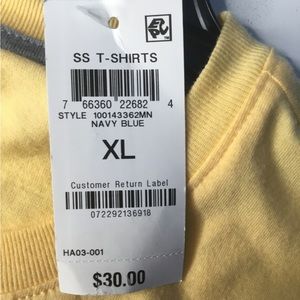 SS T-SHIRTS
7 66360 22682 4
STYLE 100143362MN
NAVY BLUE
XL
Customer Return Label
072292136918
HA03-001
$30.00